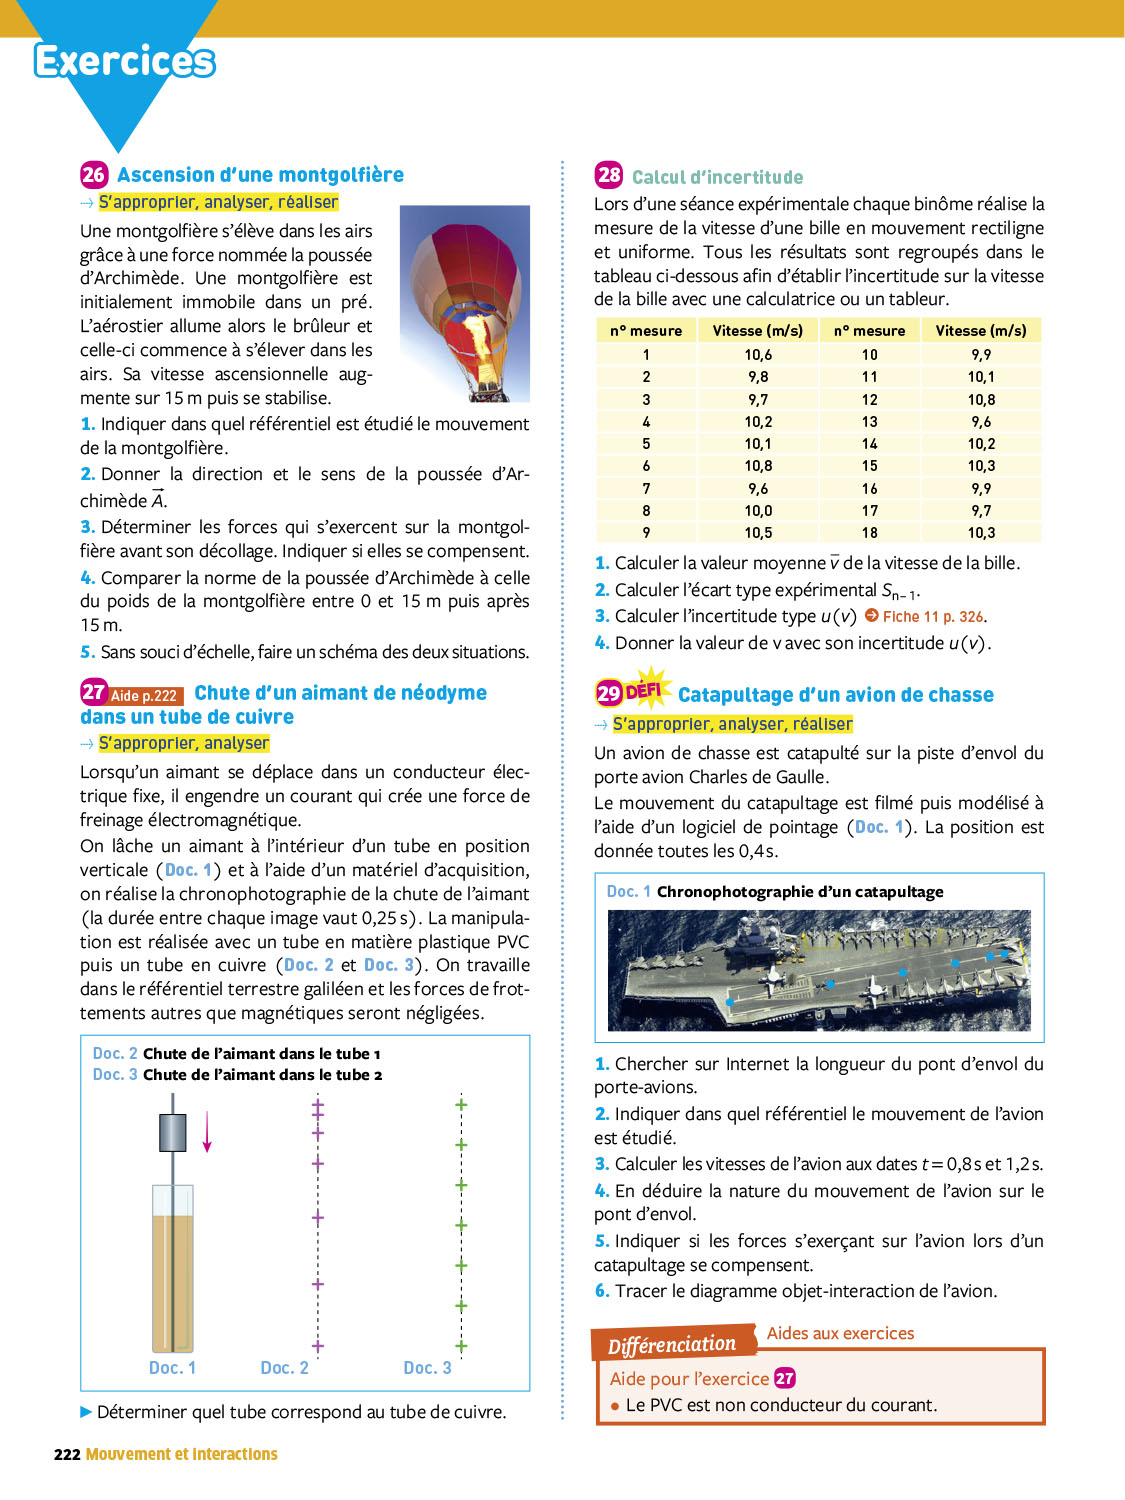 Exercices
26 Ascension d'une montgolfière
→ S'approprier, analyser, réaliser
Une montgolfière s'élève dans les airs
grâce à une force nommée la poussée
d'Archimède. Une montgolfière est
initialement immobile dans un pré.
L'aérostier allume alors le brûleur et
celle-ci commence à s'élever dans les
airs. Sa vitesse ascensionnelle aug-
mente sur 15 m puis se stabilise.
1. Indiquer dans quel référentiel est étudié le mouvement
de la montgolfière.
2. Donner la direction et le sens de la poussée d'Ar-
chimède A⃗.
3. Déterminer les forces qui s'exercent sur la montgol-
fière avant son décollage. Indiquer si elles se compensent.
4. Comparer la norme de la poussée d'Archimède à celle
du poids de la montgolfière entre 0 et 15 m puis après
15 m.
5. Sans souci d'échelle, faire un schéma des deux situations.
27 Aide p.222 Chute d'un aimant de néodyme
dans un tube de cuivre
→ S'approprier, analyser
Lorsqu'un aimant se déplace dans un conducteur élec-
trique fixe, il engendre un courant qui crée une force de
freinage électromagnétique.
On lâche un aimant à l'intérieur d'un tube en position
verticale (Doc. 1) et à l'aide d'un matériel d'acquisition,
on réalise la chronophotographie de la chute de l'aimant
(la durée entre chaque image vaut 0,25 s). La manipula-
tion est réalisée avec un tube en matière plastique PVC
puis un tube en cuivre (Doc. 2 et Doc. 3). On travaille
dans le référentiel terrestre galiléen et les forces de frot-
tements autres que magnétiques seront négligées.
Doc. 2 Chute de l'aimant dans le tube 1
Doc. 3 Chute de l'aimant dans le tube 2
Doc. 1 Doc. 2 Doc. 3
► Déterminer quel tube correspond au tube de cuivre.
28 Calcul d'incertitude
Lors d'une séance expérimentale chaque binôme réalise la
mesure de la vitesse d'une bille en mouvement rectiligne
et uniforme. Tous les résultats sont regroupés dans le
tableau ci-dessous afin d'établir l'incertitude sur la vitesse
de la bille avec une calculatrice ou un tableur.
n° mesure Vitesse (m/s) n° mesure Vitesse (m/s)
1 10,6 10 9,9
2 9,8 11 10,1
3 9,7 12 10,8
4 10,2 13 9,6
5 10,1 14 10,2
6 10,8 15 10,3
7 9,6 16 9,9
8 10,0 17 9,7
9 10,5 18 10,3
1. Calculer la valeur moyenne v̄ de la vitesse de la bille.
2. Calculer l'écart type expérimental Sn–1.
3. Calculer l'incertitude type u(v) ➔ Fiche 11 p. 326.
4. Donner la valeur de v avec son incertitude u(v).
29 DÉFI Catapultage d'un avion de chasse
→ S'approprier, analyser, réaliser
Un avion de chasse est catapulté sur la piste d'envol du
porte avion Charles de Gaulle.
Le mouvement du catapultage est filmé puis modélisé à
l'aide d'un logiciel de pointage (Doc. 1). La position est
donnée toutes les 0,4 s.
Doc. 1 Chronophotographie d'un catapultage
1. Chercher sur Internet la longueur du pont d'envol du
porte-avions.
2. Indiquer dans quel référentiel le mouvement de l'avion
est étudié.
3. Calculer les vitesses de l'avion aux dates t = 0,8 s et 1,2 s.
4. En déduire la nature du mouvement de l'avion sur le
pont d'envol.
5. Indiquer si les forces s'exerçant sur l'avion lors d'un
catapultage se compensent.
6. Tracer le diagramme objet-interaction de l'avion.
Différenciation Aides aux exercices
Aide pour l'exercice 27
• Le PVC est non conducteur du courant.
222 Mouvement et interactions